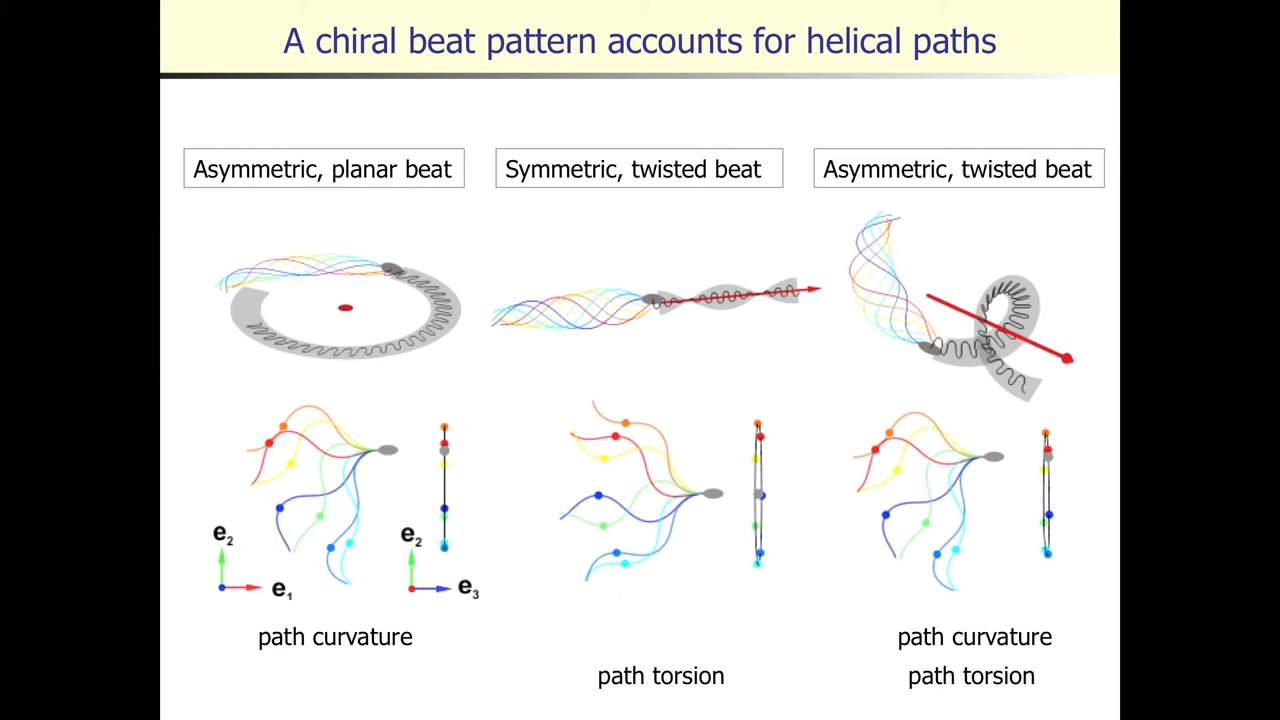 A chiral beat pattern accounts for helical paths
Asymmetric, planar beat
Symmetric, twisted beat
Asymmetric, twisted beat
e2
e1
e2
e3
path curvature
path torsion
path curvature
path torsion